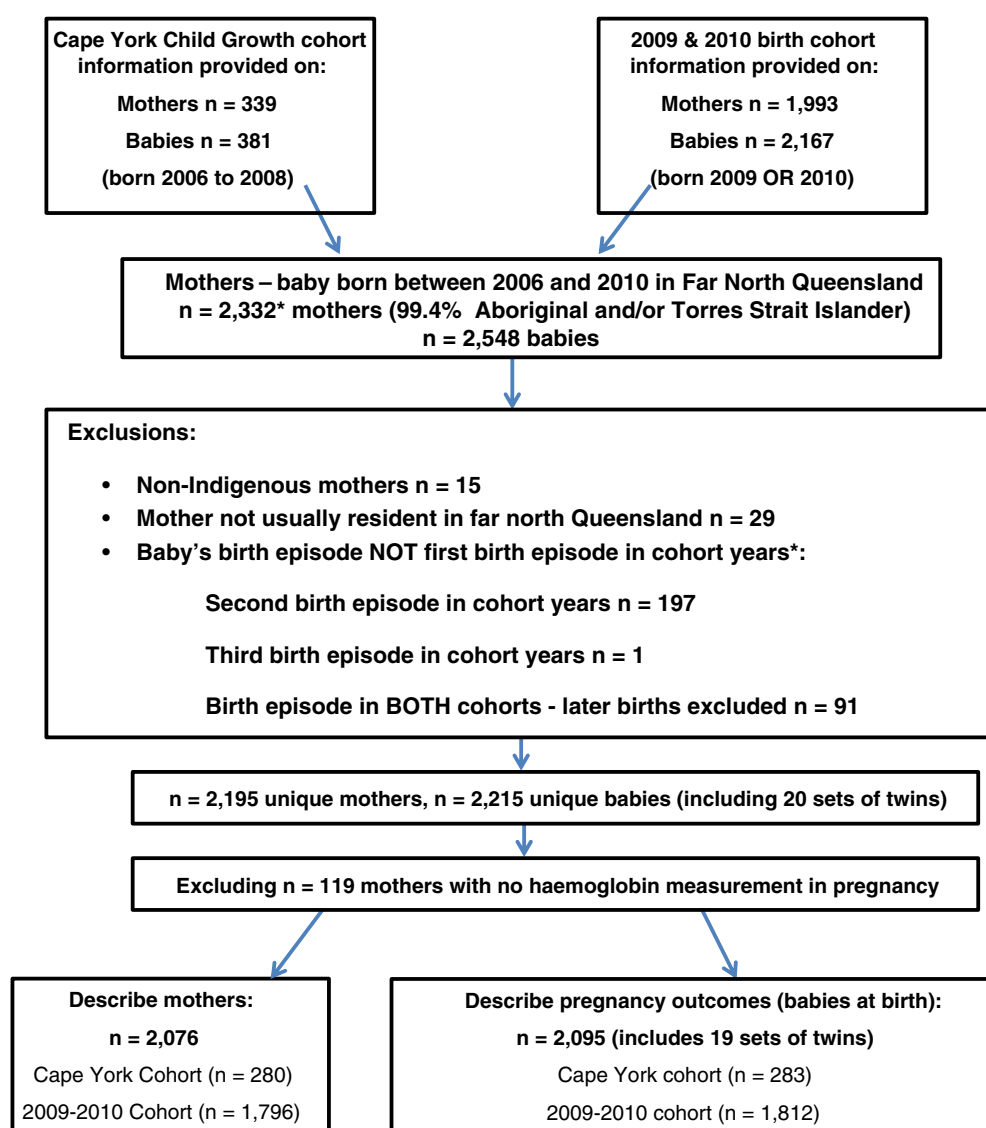 Cape York Child Growth cohort
information provided on:
Mothers n = 339
Babies n = 381
(born 2006 to 2008)
2009 & 2010 birth cohort
information provided on:
Mothers n = 1,993
Babies n = 2,167
(born 2009 OR 2010)
Mothers – baby born between 2006 and 2010 in Far North Queensland
n = 2,332* mothers (99.4% Aboriginal and/or Torres Strait Islander)
n = 2,548 babies
Exclusions:
• Non-Indigenous mothers n = 15
• Mother not usually resident in far north Queensland n = 29
• Baby's birth episode NOT first birth episode in cohort years*:
Second birth episode in cohort years n = 197
Third birth episode in cohort years n = 1
Birth episode in BOTH cohorts - later births excluded n = 91
n = 2,195 unique mothers, n = 2,215 unique babies (including 20 sets of twins)
Excluding n = 119 mothers with no haemoglobin measurement in pregnancy
Describe mothers:
n = 2,076
Cape York Cohort (n = 280)
2009-2010 Cohort (n = 1,796)
Describe pregnancy outcomes (babies at birth):
n = 2,095 (includes 19 sets of twins)
Cape York cohort (n = 283)
2009-2010 cohort (n = 1,812)